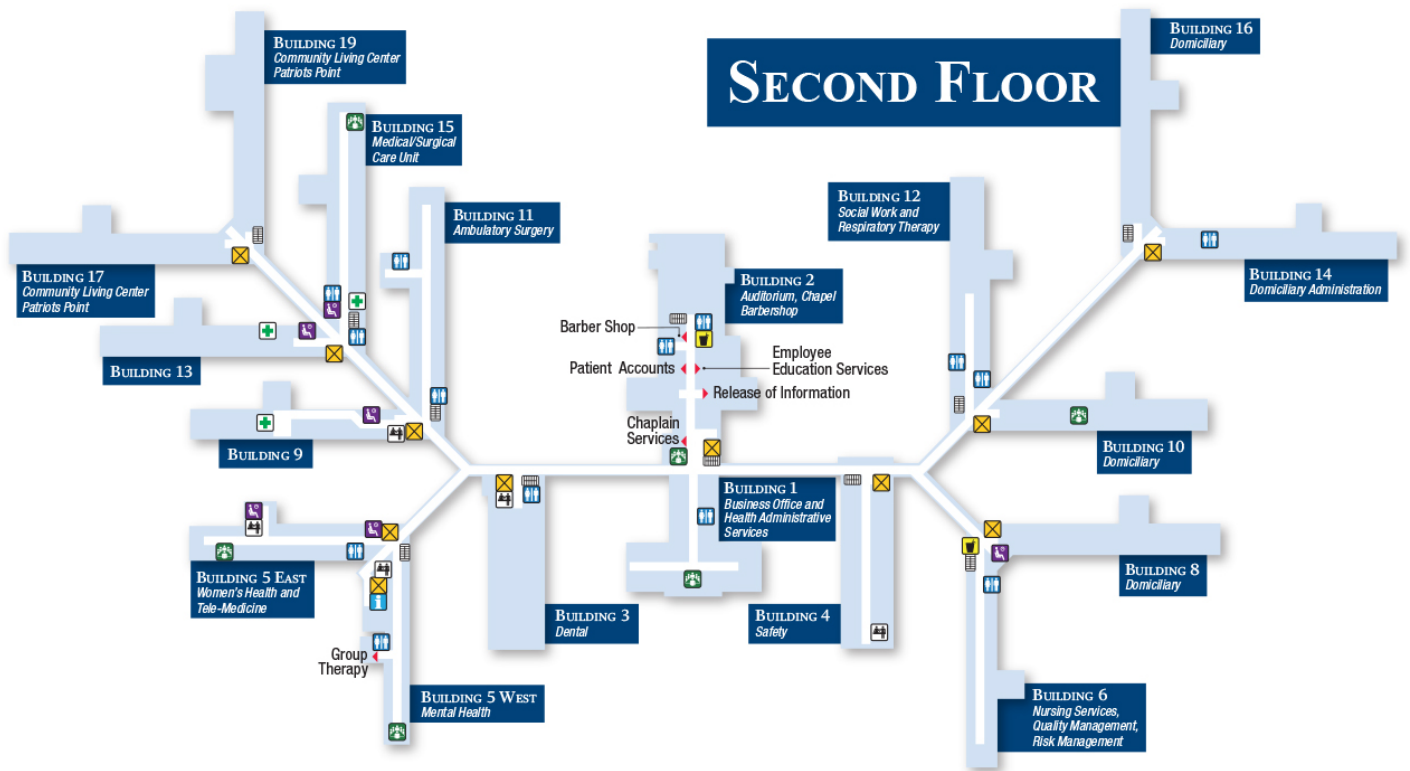 SECOND FLOOR
BUILDING 19
Community Living Center
Patriots Point
BUILDING 16
Domiciliary
BUILDING 15
Medical/Surgical
Care Unit
BUILDING 11
Ambulatory Surgery
BUILDING 12
Social Work and
Respiratory Therapy
BUILDING 17
Community Living Center
Patriots Point
BUILDING 2
Auditorium, Chapel
Barbershop
BUILDING 14
Domiciliary Administration
Barber Shop
Patient Accounts
Employee
Education Services
Release of Information
BUILDING 13
Chaplain
Services
BUILDING 9
BUILDING 10
Domiciliary
BUILDING 1
Business Office and
Health Administrative
Services
BUILDING 5 EAST
Women's Health and
Tele-Medicine
BUILDING 8
Domiciliary
BUILDING 3
Dental
BUILDING 4
Safety
Group
Therapy
BUILDING 5 WEST
Mental Health
BUILDING 6
Nursing Services,
Quality Management,
Risk Management